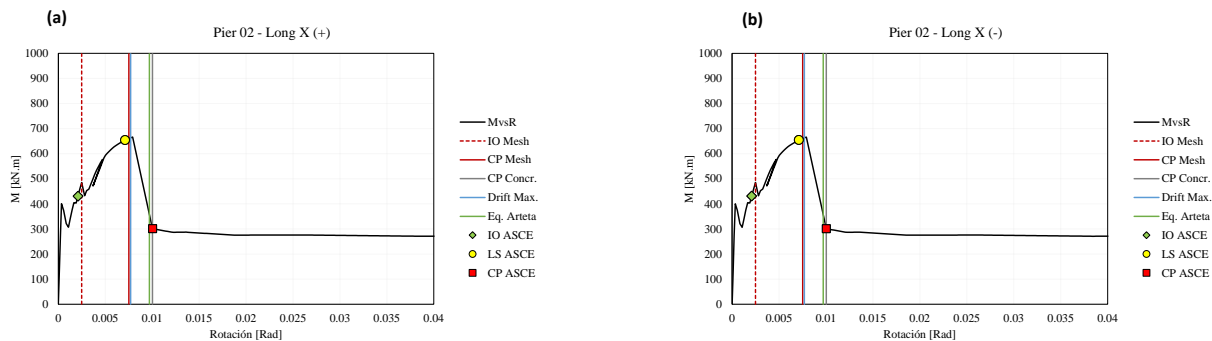 (a)
Pier 02 - Long X (+)
1000
900
800
700
600
500
400
300
200
100
0
M [kN.m]
0
0.005
0.01
0.015
0.02
0.025
0.03
0.035
0.04
Rotación [Rad]
MvsR
IO Mesh
CP Mesh
CP Concr.
Drift Max.
Eq. Arteta
IO ASCE
LS ASCE
CP ASCE
(b)
Pier 02 - Long X (-)
1000
900
800
700
600
500
400
300
200
100
0
M [kN.m]
0
0.005
0.01
0.015
0.02
0.025
0.03
0.035
0.04
Rotación [Rad]
MvsR
IO Mesh
CP Mesh
CP Concr.
Drift Max.
Eq. Arteta
IO ASCE
LS ASCE
CP ASCE